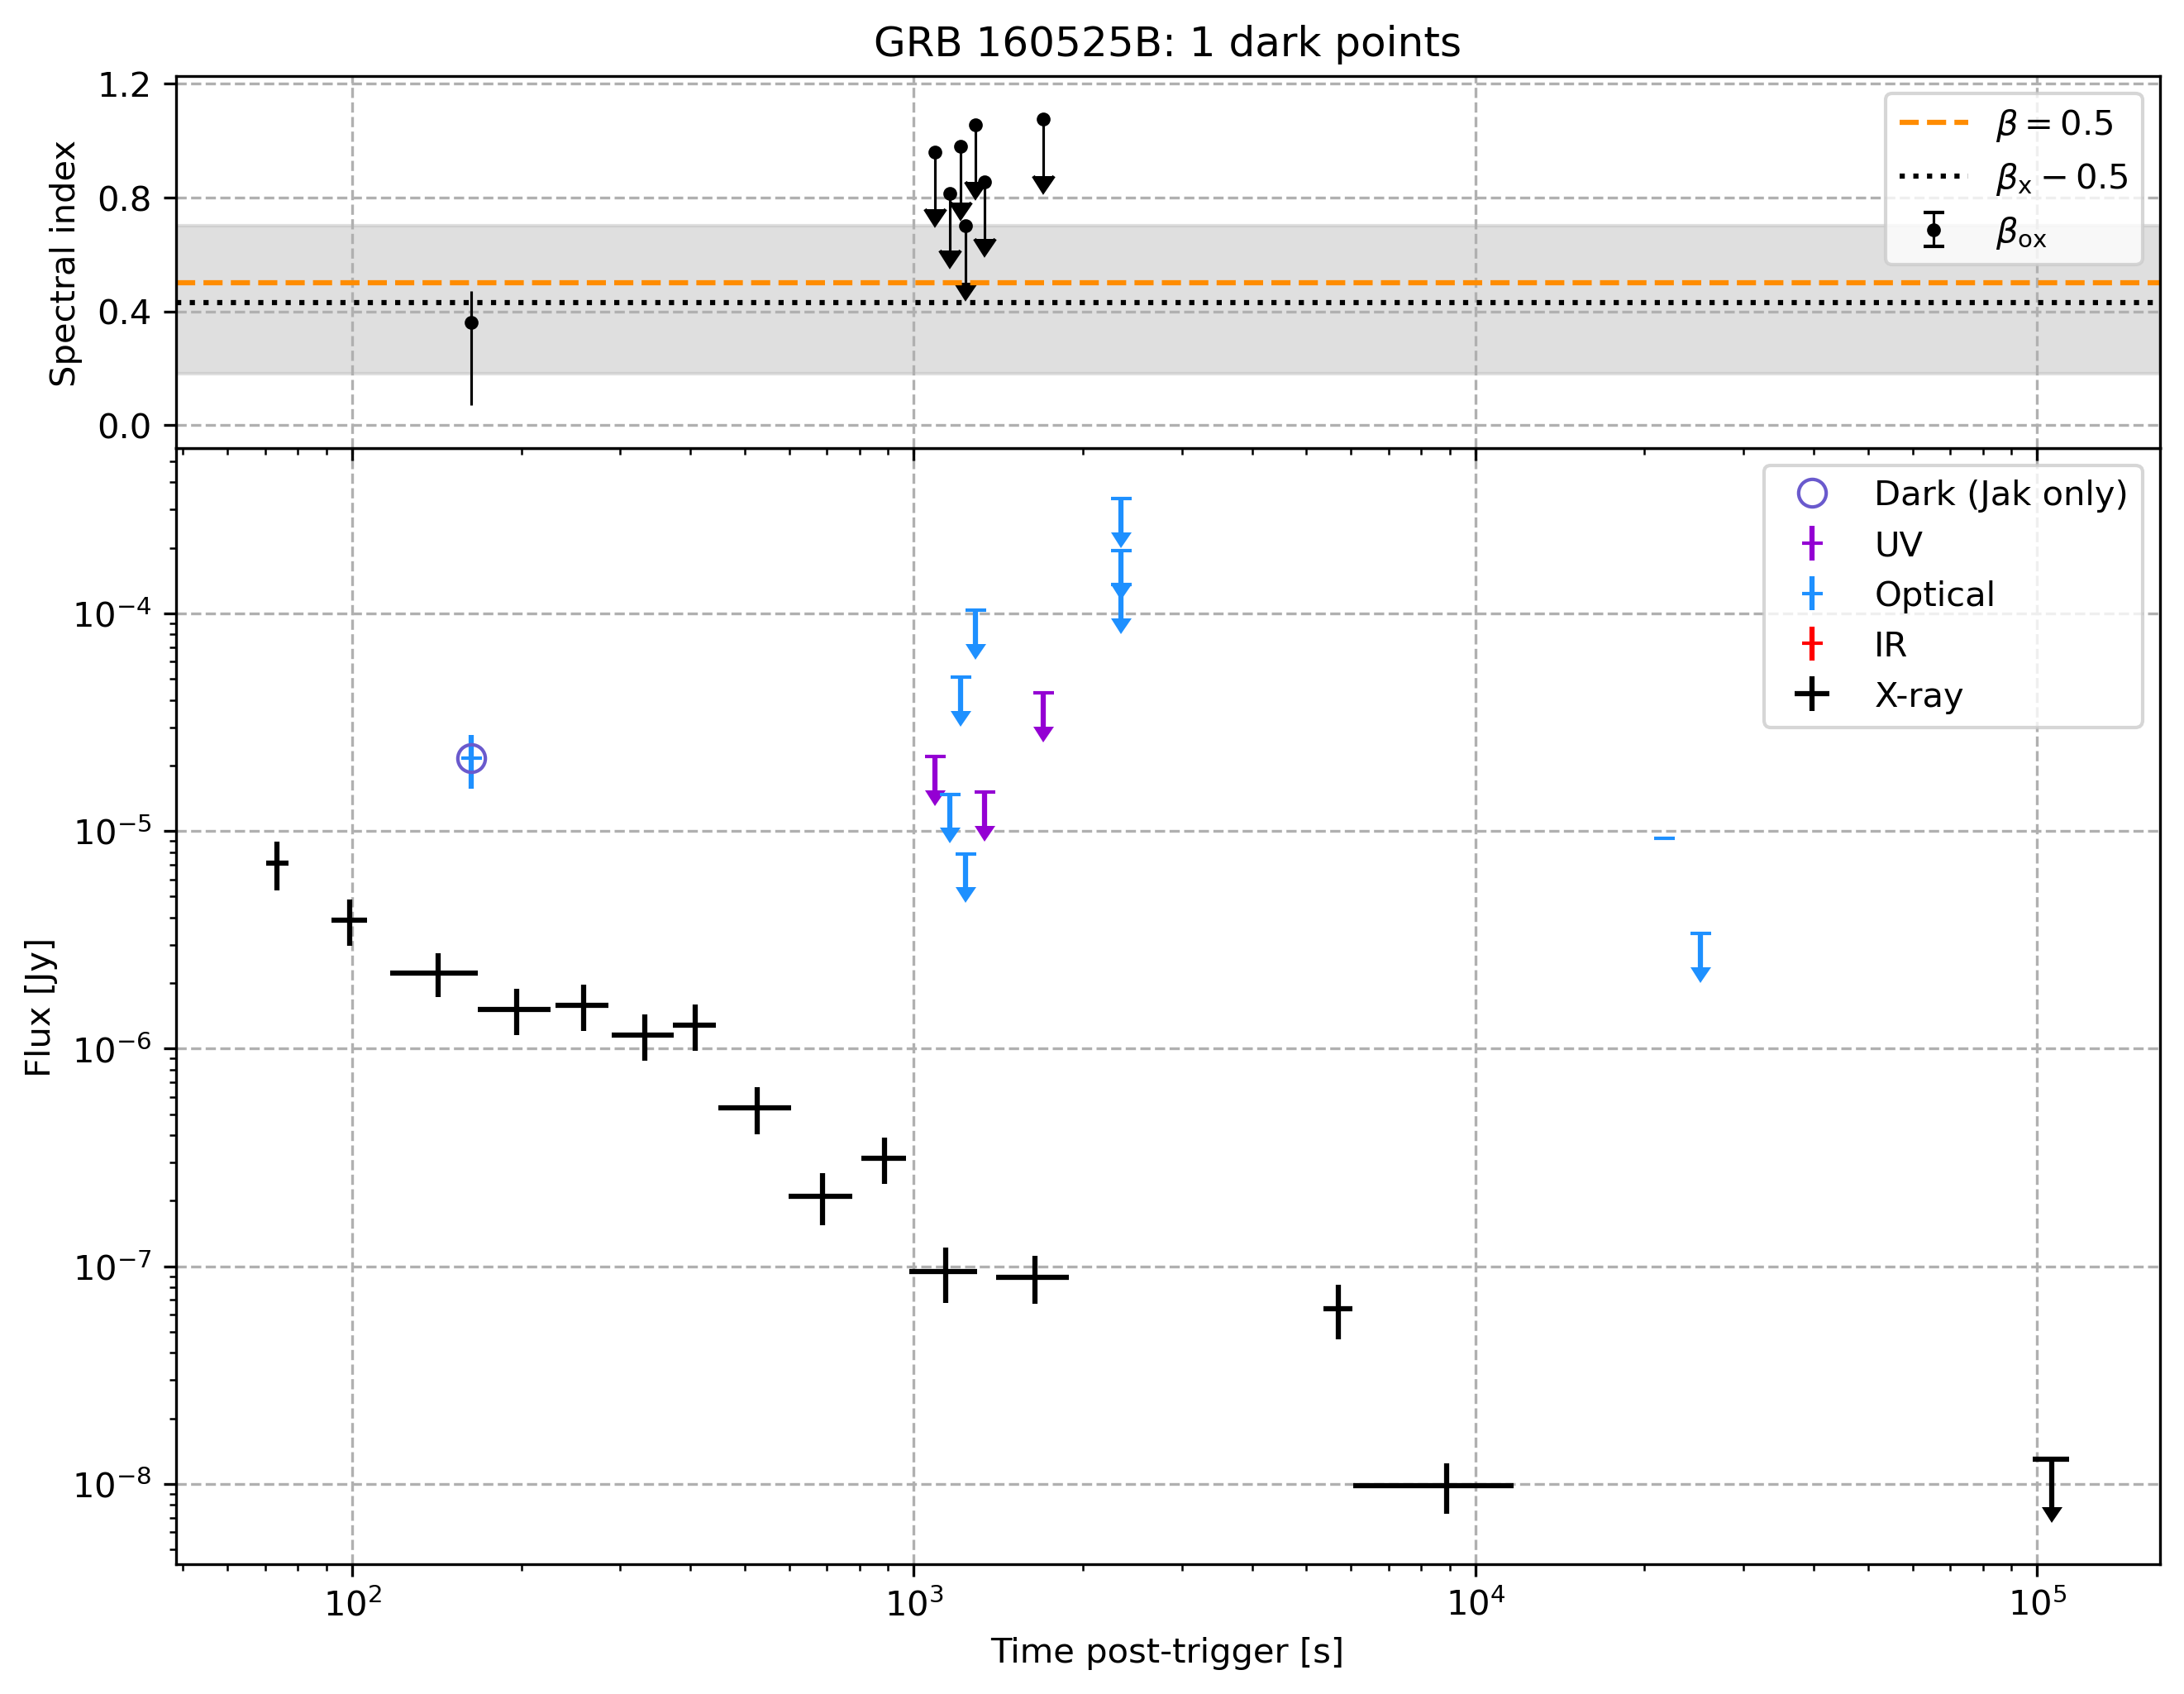 GRB 160525B: 1 dark points
1.2
0.8
0.4
0.0
Spectral index
β = 0.5
βx − 0.5
βox
10⁻⁴
10⁻⁵
10⁻⁶
10⁻⁷
10⁻⁸
Flux [Jy]
Dark (Jak only)
UV
Optical
IR
X-ray
10² 10³ 10⁴ 10⁵
Time post-trigger [s]